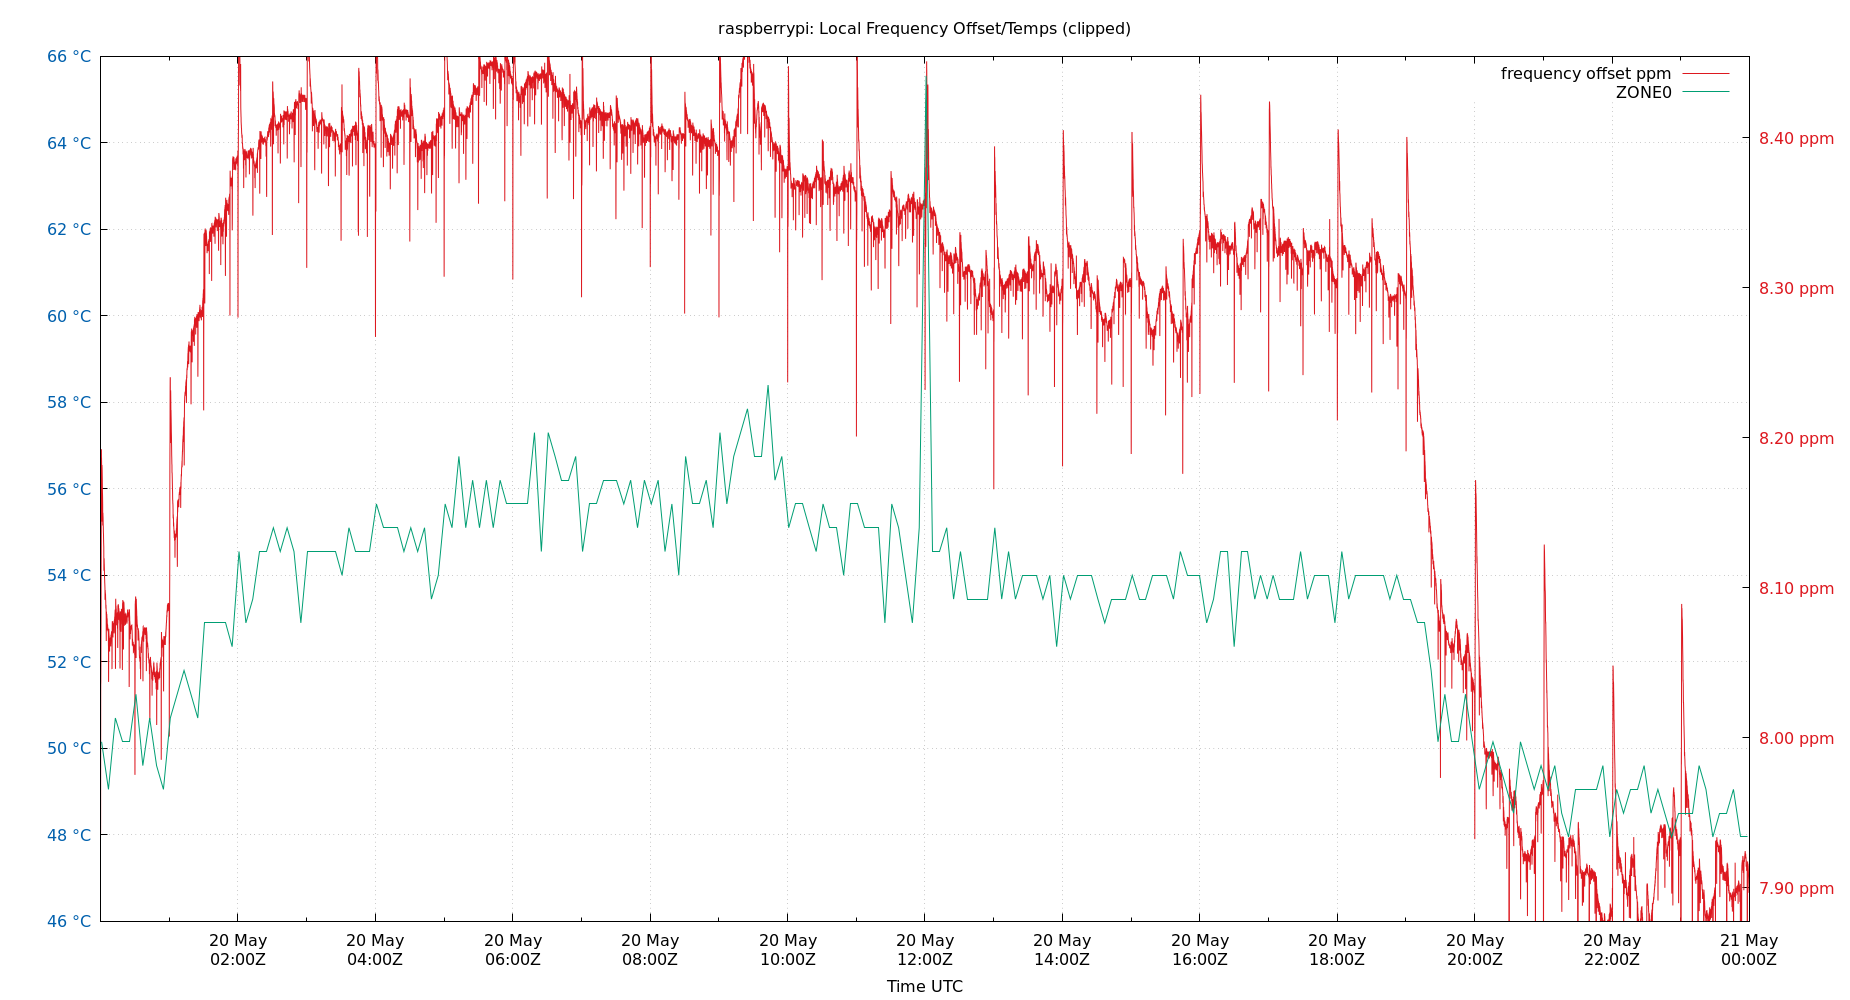 raspberrypi: Local Frequency Offset/Temps (clipped)
frequency offset ppm
ZONE0
66 °C
64 °C
62 °C
60 °C
58 °C
56 °C
54 °C
52 °C
50 °C
48 °C
46 °C
8.40 ppm
8.30 ppm
8.20 ppm
8.10 ppm
8.00 ppm
7.90 ppm
20 May
02:00Z
20 May
04:00Z
20 May
06:00Z
20 May
08:00Z
20 May
10:00Z
20 May
12:00Z
20 May
14:00Z
20 May
16:00Z
20 May
18:00Z
20 May
20:00Z
20 May
22:00Z
21 May
00:00Z
Time UTC